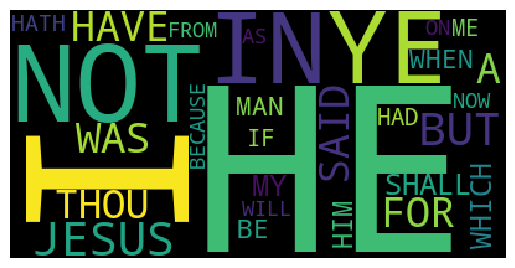 HATH HAVE FROM AS IN YE ON ME
NOT WHEN A
WAS BECAUSE MAN SAID HE HAD NOW
I IF BUT
THOU MY SHALL
JESUS WILL BE HIM FOR WHICH